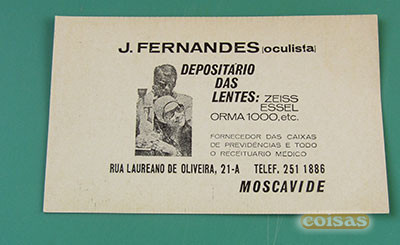 J. FERNANDES (oculista)
DEPOSITÁRIO
DAS
LENTES: ZEISS
ESSEL
ORMA 1000, etc.
FORNECEDOR DAS CAIXAS
DE PREVIDÊNCIAS E TODO
O RECEITUÁRIO MÉDICO
RUA LAUREANO DE OLIVEIRA, 21-A TELEF. 251 1886
MOSCAVIDE
coisas